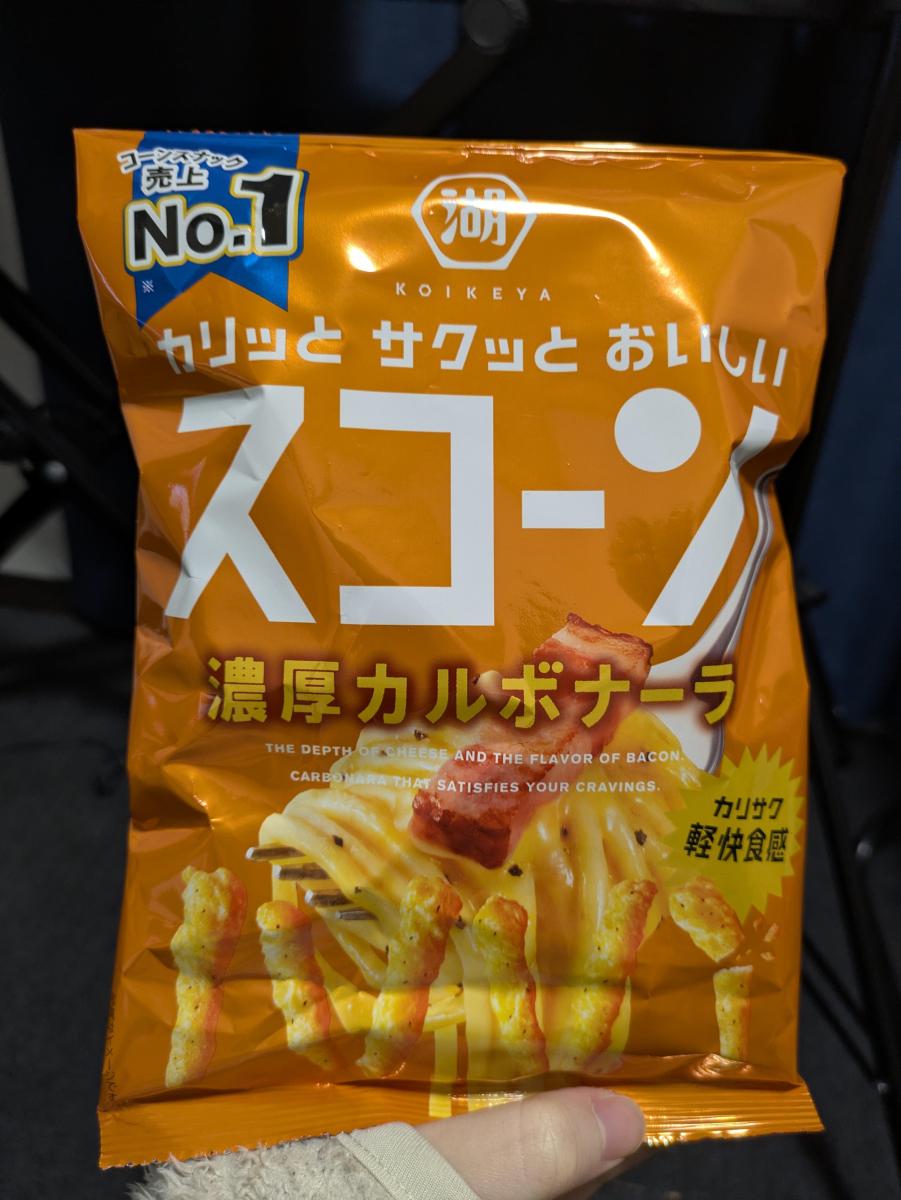 コーンスナック
売上
No.1
※
湖
KOIKEYA
カリッと サクッと おいしい
スコーン
濃厚カルボナーラ
THE DEPTH OF CHEESE AND THE FLAVOR OF BACON.
CARBONARA THAT SATISFIES YOUR CRAVINGS.
カリサク
軽快食感